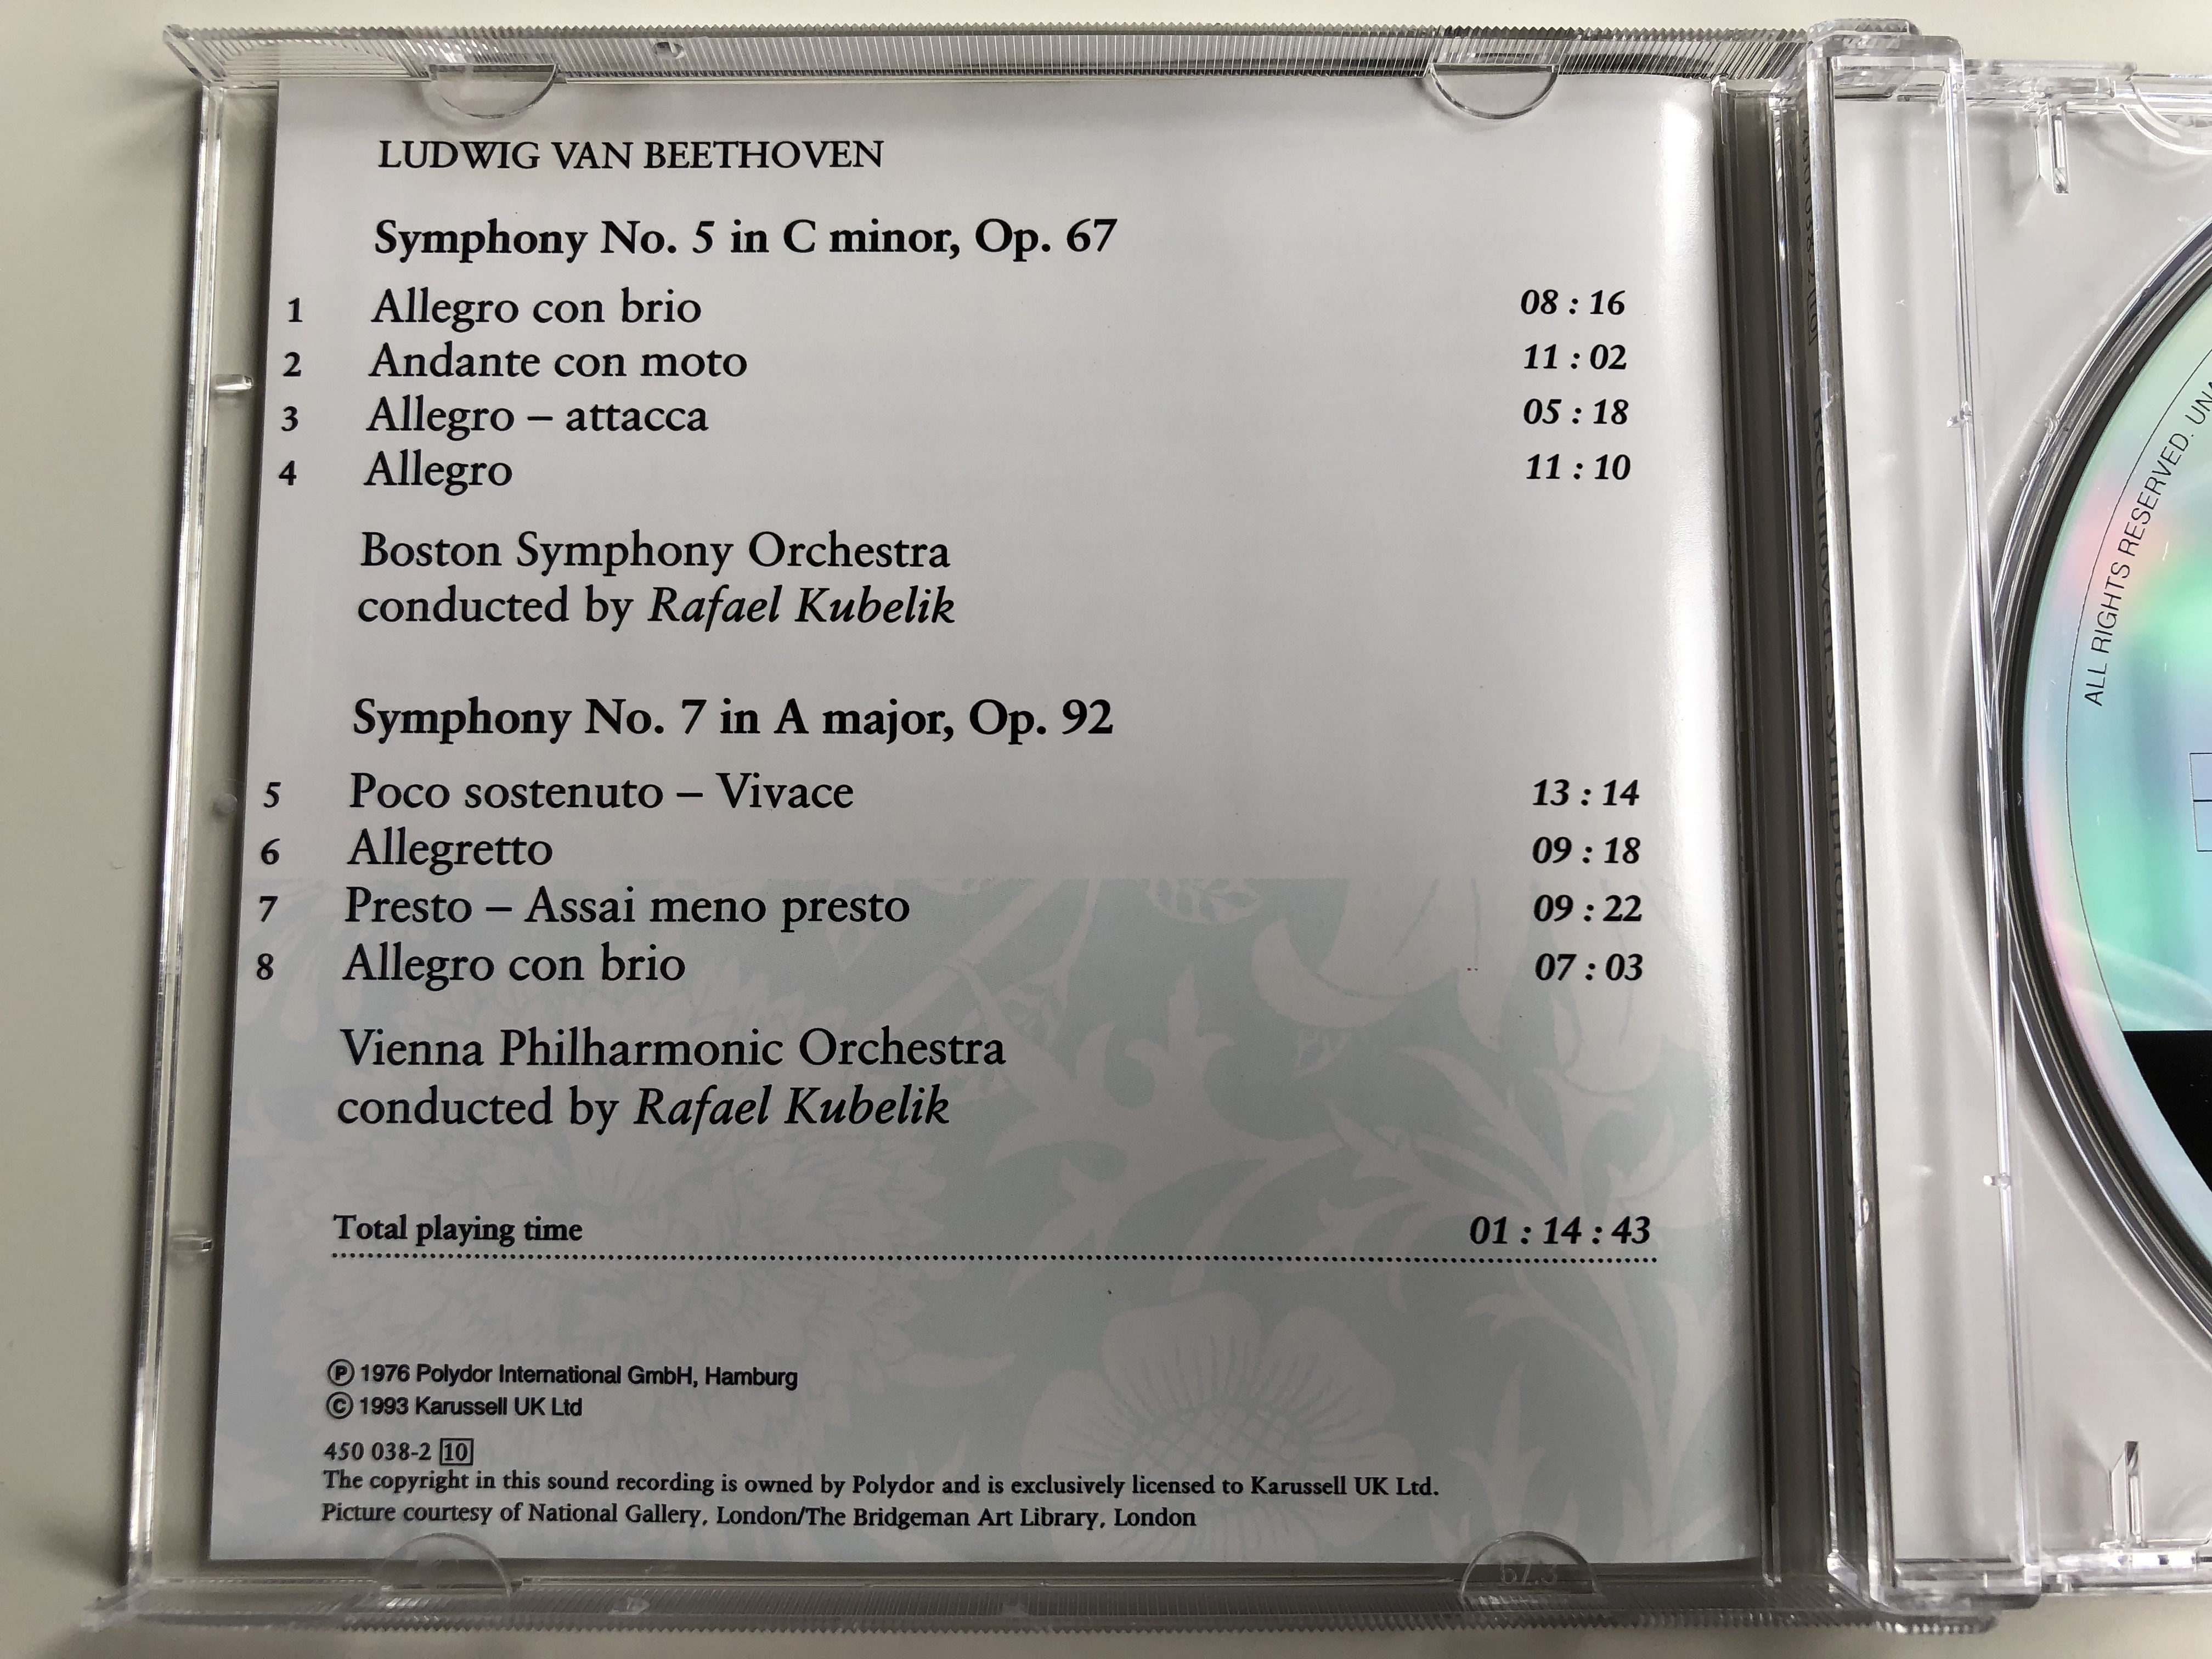 LUDWIG VAN BEETHOVEN
Symphony No. 5 in C minor, Op. 67
1 Allegro con brio 08 : 16
2 Andante con moto 11 : 02
3 Allegro – attacca 05 : 18
4 Allegro 11 : 10
Boston Symphony Orchestra
conducted by Rafael Kubelik
Symphony No. 7 in A major, Op. 92
5 Poco sostenuto – Vivace 13 : 14
6 Allegretto 09 : 18
7 Presto – Assai meno presto 09 : 22
8 Allegro con brio 07 : 03
Vienna Philharmonic Orchestra
conducted by Rafael Kubelik
Total playing time 01 : 14 : 43
Ⓟ 1976 Polydor International GmbH, Hamburg
© 1993 Karussell UK Ltd
450 038-2 10
The copyright in this sound recording is owned by Polydor and is exclusively licensed to Karussell UK Ltd.
Picture courtesy of National Gallery, London/The Bridgeman Art Library, London
ALL RIGHTS RESERVED.